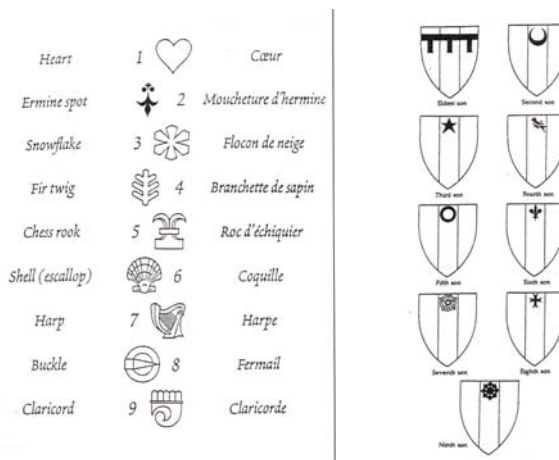 Heart 1 Cœur
Ermine spot 2 Moucheture d'hermine
Snowflake 3 Flocon de neige
Fir twig 4 Branchette de sapin
Chess rook 5 Roc d'échiquier
Shell (escallop) 6 Coquille
Harp 7 Harpe
Buckle 8 Fermail
Claricord 9 Claricorde
Eldest son Second son
Third son Fourth son
Fifth son Sixth son
Seventh son Eighth son
Ninth son